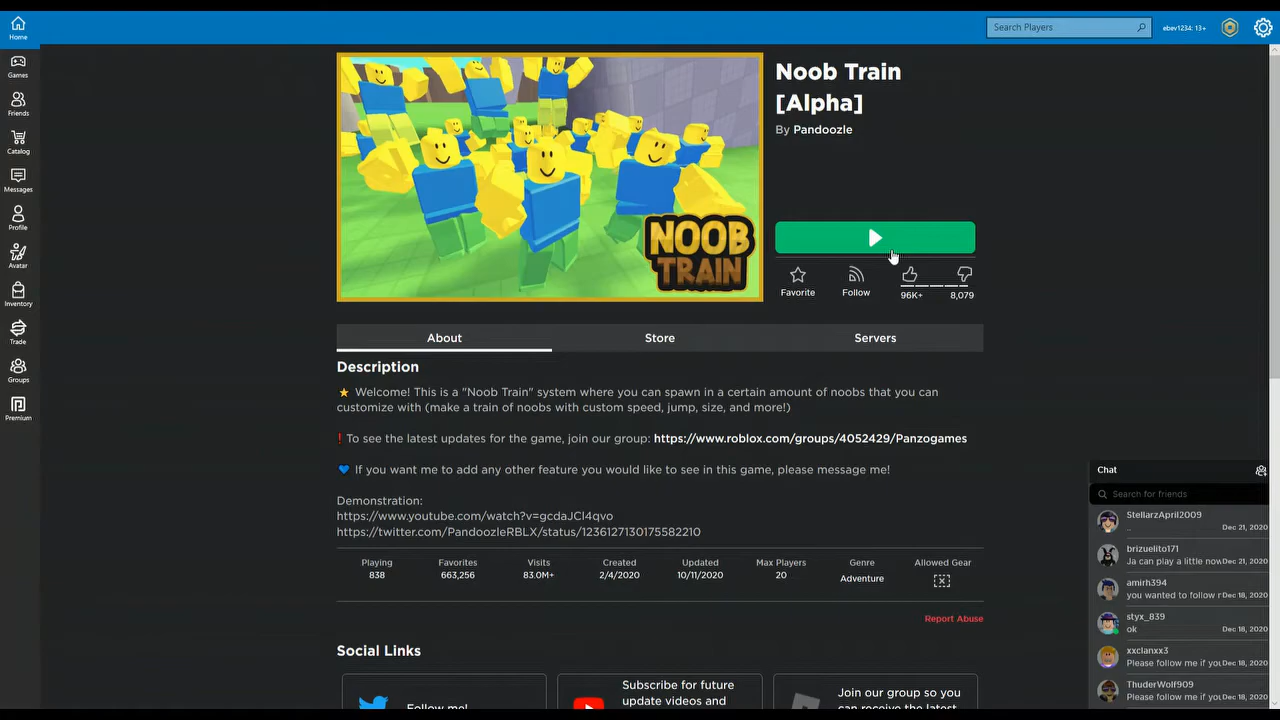 Home
Search Players
ebev1234: 13+
Games
Friends
Catalog
Messages
Profile
Avatar
Inventory
Trade
Groups
Premium
NOOB
TRAIN
Noob Train
[Alpha]
By Pandoozle
Favorite
Follow
96K+
8,079
About
Store
Servers
Description
Welcome! This is a "Noob Train" system where you can spawn in a certain amount of noobs that you can
customize with (make a train of noobs with custom speed, jump, size, and more!)
❗To see the latest updates for the game, join our group: https://www.roblox.com/groups/4052429/Panzogames
If you want me to add any other feature you would like to see in this game, please message me!
Demonstration:
https://www.youtube.com/watch?v=gcdaJCl4qvo
https://twitter.com/PandoozleRBLX/status/1236127130175582210
Playing
838
Favorites
663,256
Visits
83.0M+
Created
2/4/2020
Updated
10/11/2020
Max Players
20
Genre
Adventure
Allowed Gear
Report Abuse
Social Links
Follow me!
Subscribe for future
update videos and
Join our group so you
can receive the latest
Chat
Search for friends
StellarzApril2009
.. Dec 21, 2020
brizuelito171
Ja can play a little now Dec 21, 2020
amirh394
you wanted to follow r Dec 18, 2020
styx_839
ok Dec 18, 2020
xxclanxx3
Please follow me if you Dec 18, 2020
ThuderWolf909
Please follow me if you Dec 18, 2020